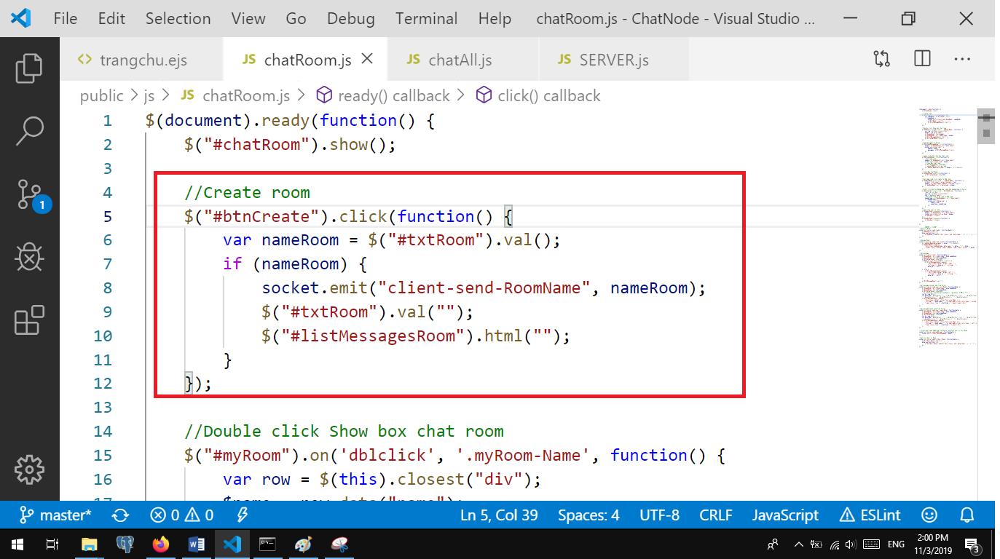 File Edit Selection View Go Debug Terminal Help chatRoom.js - ChatNode - Visual Studio ...
<> trangchu.ejs JS chatRoom.js JS chatAll.js JS SERVER.js
public > js > JS chatRoom.js > ready() callback > click() callback
1 $(document).ready(function() {
2 $("#chatRoom").show();
3
4 //Create room
5 $("#btnCreate").click(function() {
6 var nameRoom = $("#txtRoom").val();
7 if (nameRoom) {
8 socket.emit("client-send-RoomName", nameRoom);
9 $("#txtRoom").val("");
10 $("#listMessagesRoom").html("");
11 }
12 });
13
14 //Double click Show box chat room
15 $("#myRoom").on('dblclick', '.myRoom-Name', function() {
16 var row = $(this).closest("div");
1
master* 0 0 Ln 5, Col 39 Spaces: 4 UTF-8 CRLF JavaScript ESLint
ENG 2:00 PM
11/3/2019 3